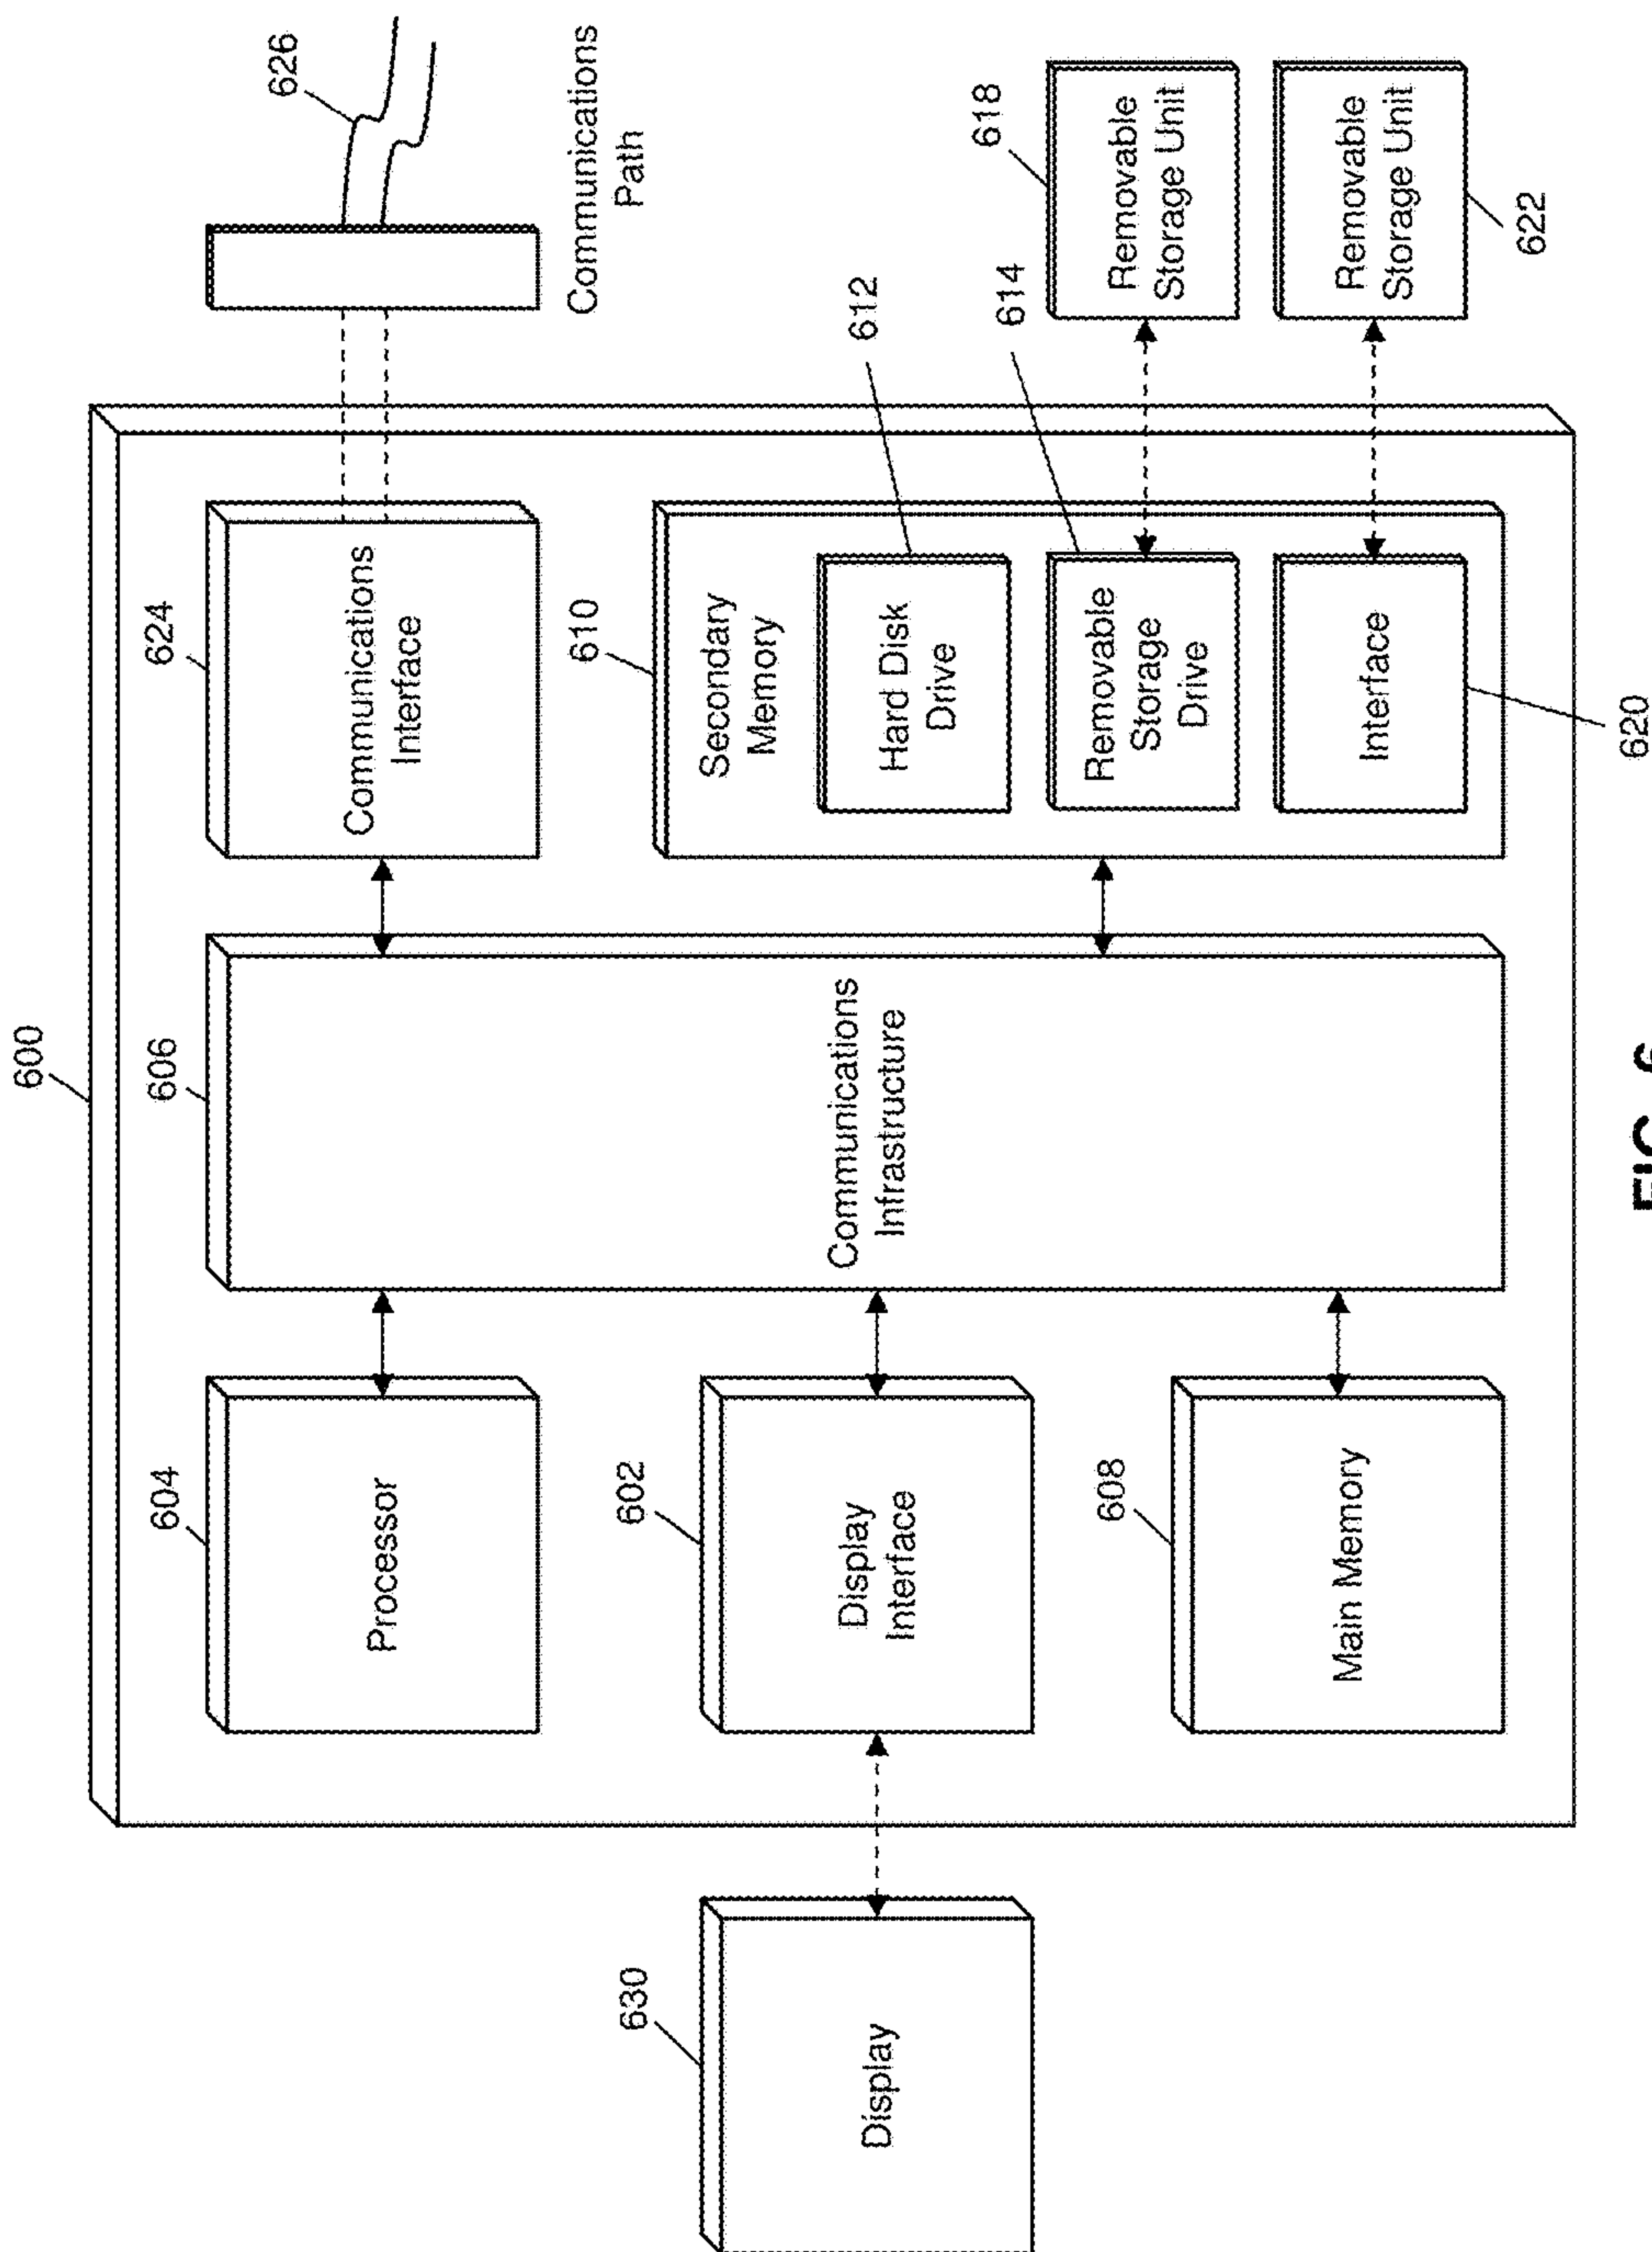 600
604
Processor
606
624
Communications
Interface
626
Communications
Path
630
Display
602
Display
Interface
Communications
Infrastructure
610
Secondary
Memory
612
Hard Disk
Drive
614
Removable
Storage
Drive
618
Removable
Storage Unit
608
Main Memory
Interface
620
Removable
Storage Unit
622
FIG. 6